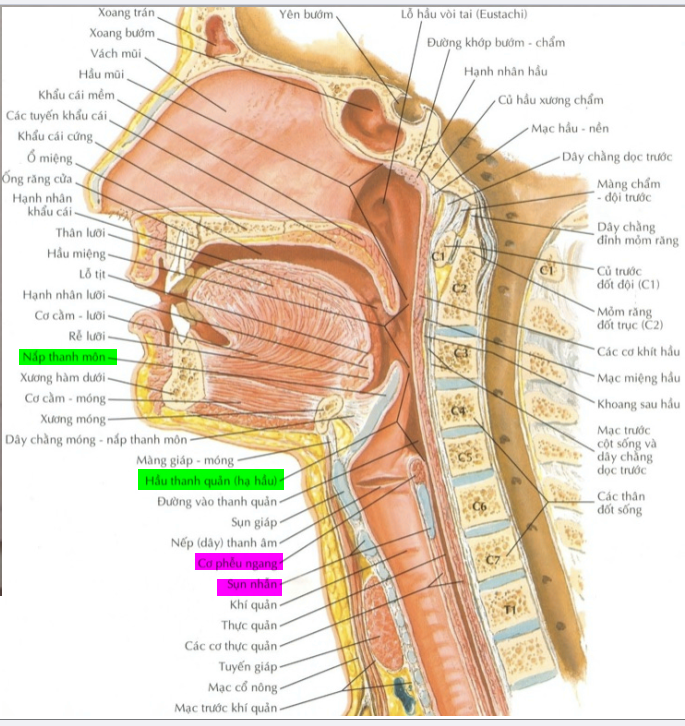 Xoang trán
Xoang bướm
Vách mũi
Hầu mũi
Khẩu cái mềm
Các tuyến khẩu cái
Khẩu cái cứng
Ổ miệng
Ống răng cửa
Hạnh nhân
khẩu cái
Thân lưỡi
Hầu miệng
Lỗ tịt
Hạnh nhân lưỡi
Cơ cằm - lưỡi
Rễ lưỡi
Nắp thanh môn
Xương hàm dưới
Cơ cằm - móng
Xương móng
Dây chằng móng - nắp thanh môn
Màng giáp - móng
Hầu thanh quản (hạ hầu)
Đường vào thanh quản
Sụn giáp
Nếp (dây) thanh âm
Cơ phễu ngang
Sụn nhẫn
Khí quản
Thực quản
Các cơ thực quản
Tuyến giáp
Mạc cổ nông
Mạc trước khí quản
Yên bướm
Lỗ hầu vòi tai (Eustachi)
Đường khớp bướm - chẩm
Hạnh nhân hầu
Củ hầu xương chẩm
Mạc hầu - nền
Dây chằng dọc trước
Màng chẩm
- đội trước
Dây chằng
đỉnh mỏm răng
Củ trước
đốt đội (C1)
Mỏm răng
đốt trục (C2)
Các cơ khít hầu
Mạc miệng hầu
Khoang sau hầu
Mạc trước
cột sống và
dây chằng
dọc trước
Các thân
đốt sống
C1
C1
C2
C3
C4
C5
C6
C7
T1